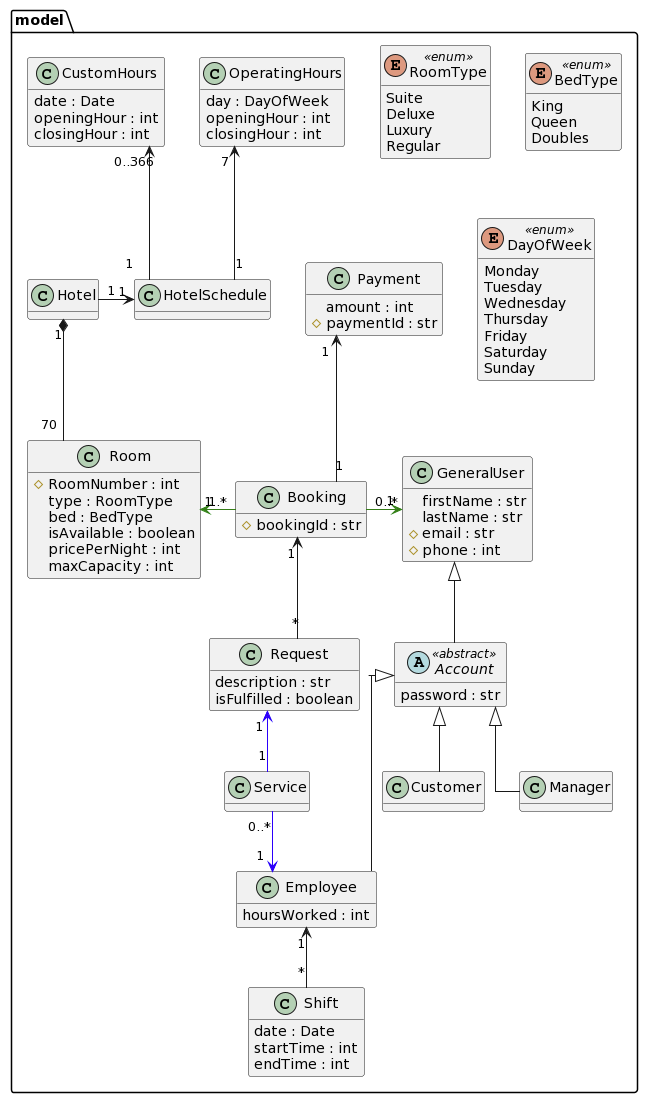 model
C CustomHours
date : Date
openingHour : int
closingHour : int
C OperatingHours
day : DayOfWeek
openingHour : int
closingHour : int
E «enum»
RoomType
Suite
Deluxe
Luxury
Regular
E «enum»
BedType
King
Queen
Doubles
0..366
7
E «enum»
DayOfWeek
Monday
Tuesday
Wednesday
Thursday
Friday
Saturday
Sunday
1
1
C Hotel
1 1
C HotelSchedule
C Payment
amount : int
paymentId : str
1
1
70
1
C Room
RoomNumber : int
type : RoomType
bed : BedType
isAvailable : boolean
pricePerNight : int
maxCapacity : int
1 1..*
C Booking
bookingId : str
0..* 1
C GeneralUser
firstName : str
lastName : str
email : str
phone : int
1
*
C Request
description : str
isFulfilled : boolean
A «abstract»
Account
password : str
1
1
C Service
C Customer
C Manager
0..*
1
C Employee
hoursWorked : int
1
*
C Shift
date : Date
startTime : int
endTime : int